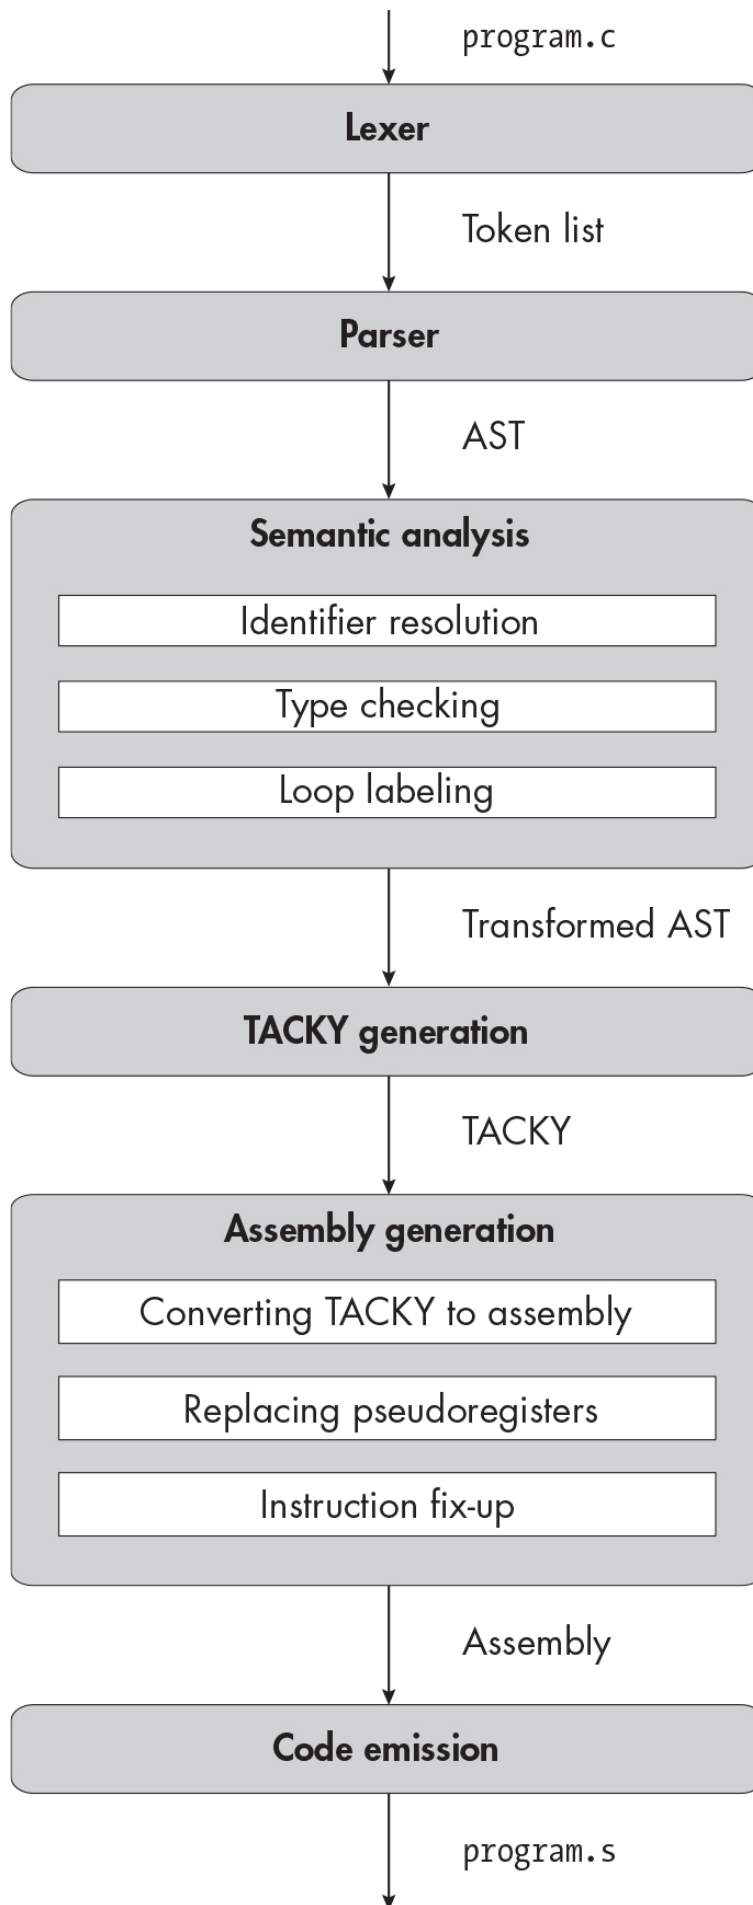 program.c
Lexer
Token list
Parser
AST
Semantic analysis
Identifier resolution
Type checking
Loop labeling
Transformed AST
TACKY generation
TACKY
Assembly generation
Converting TACKY to assembly
Replacing pseudoregisters
Instruction fix-up
Assembly
Code emission
program.s